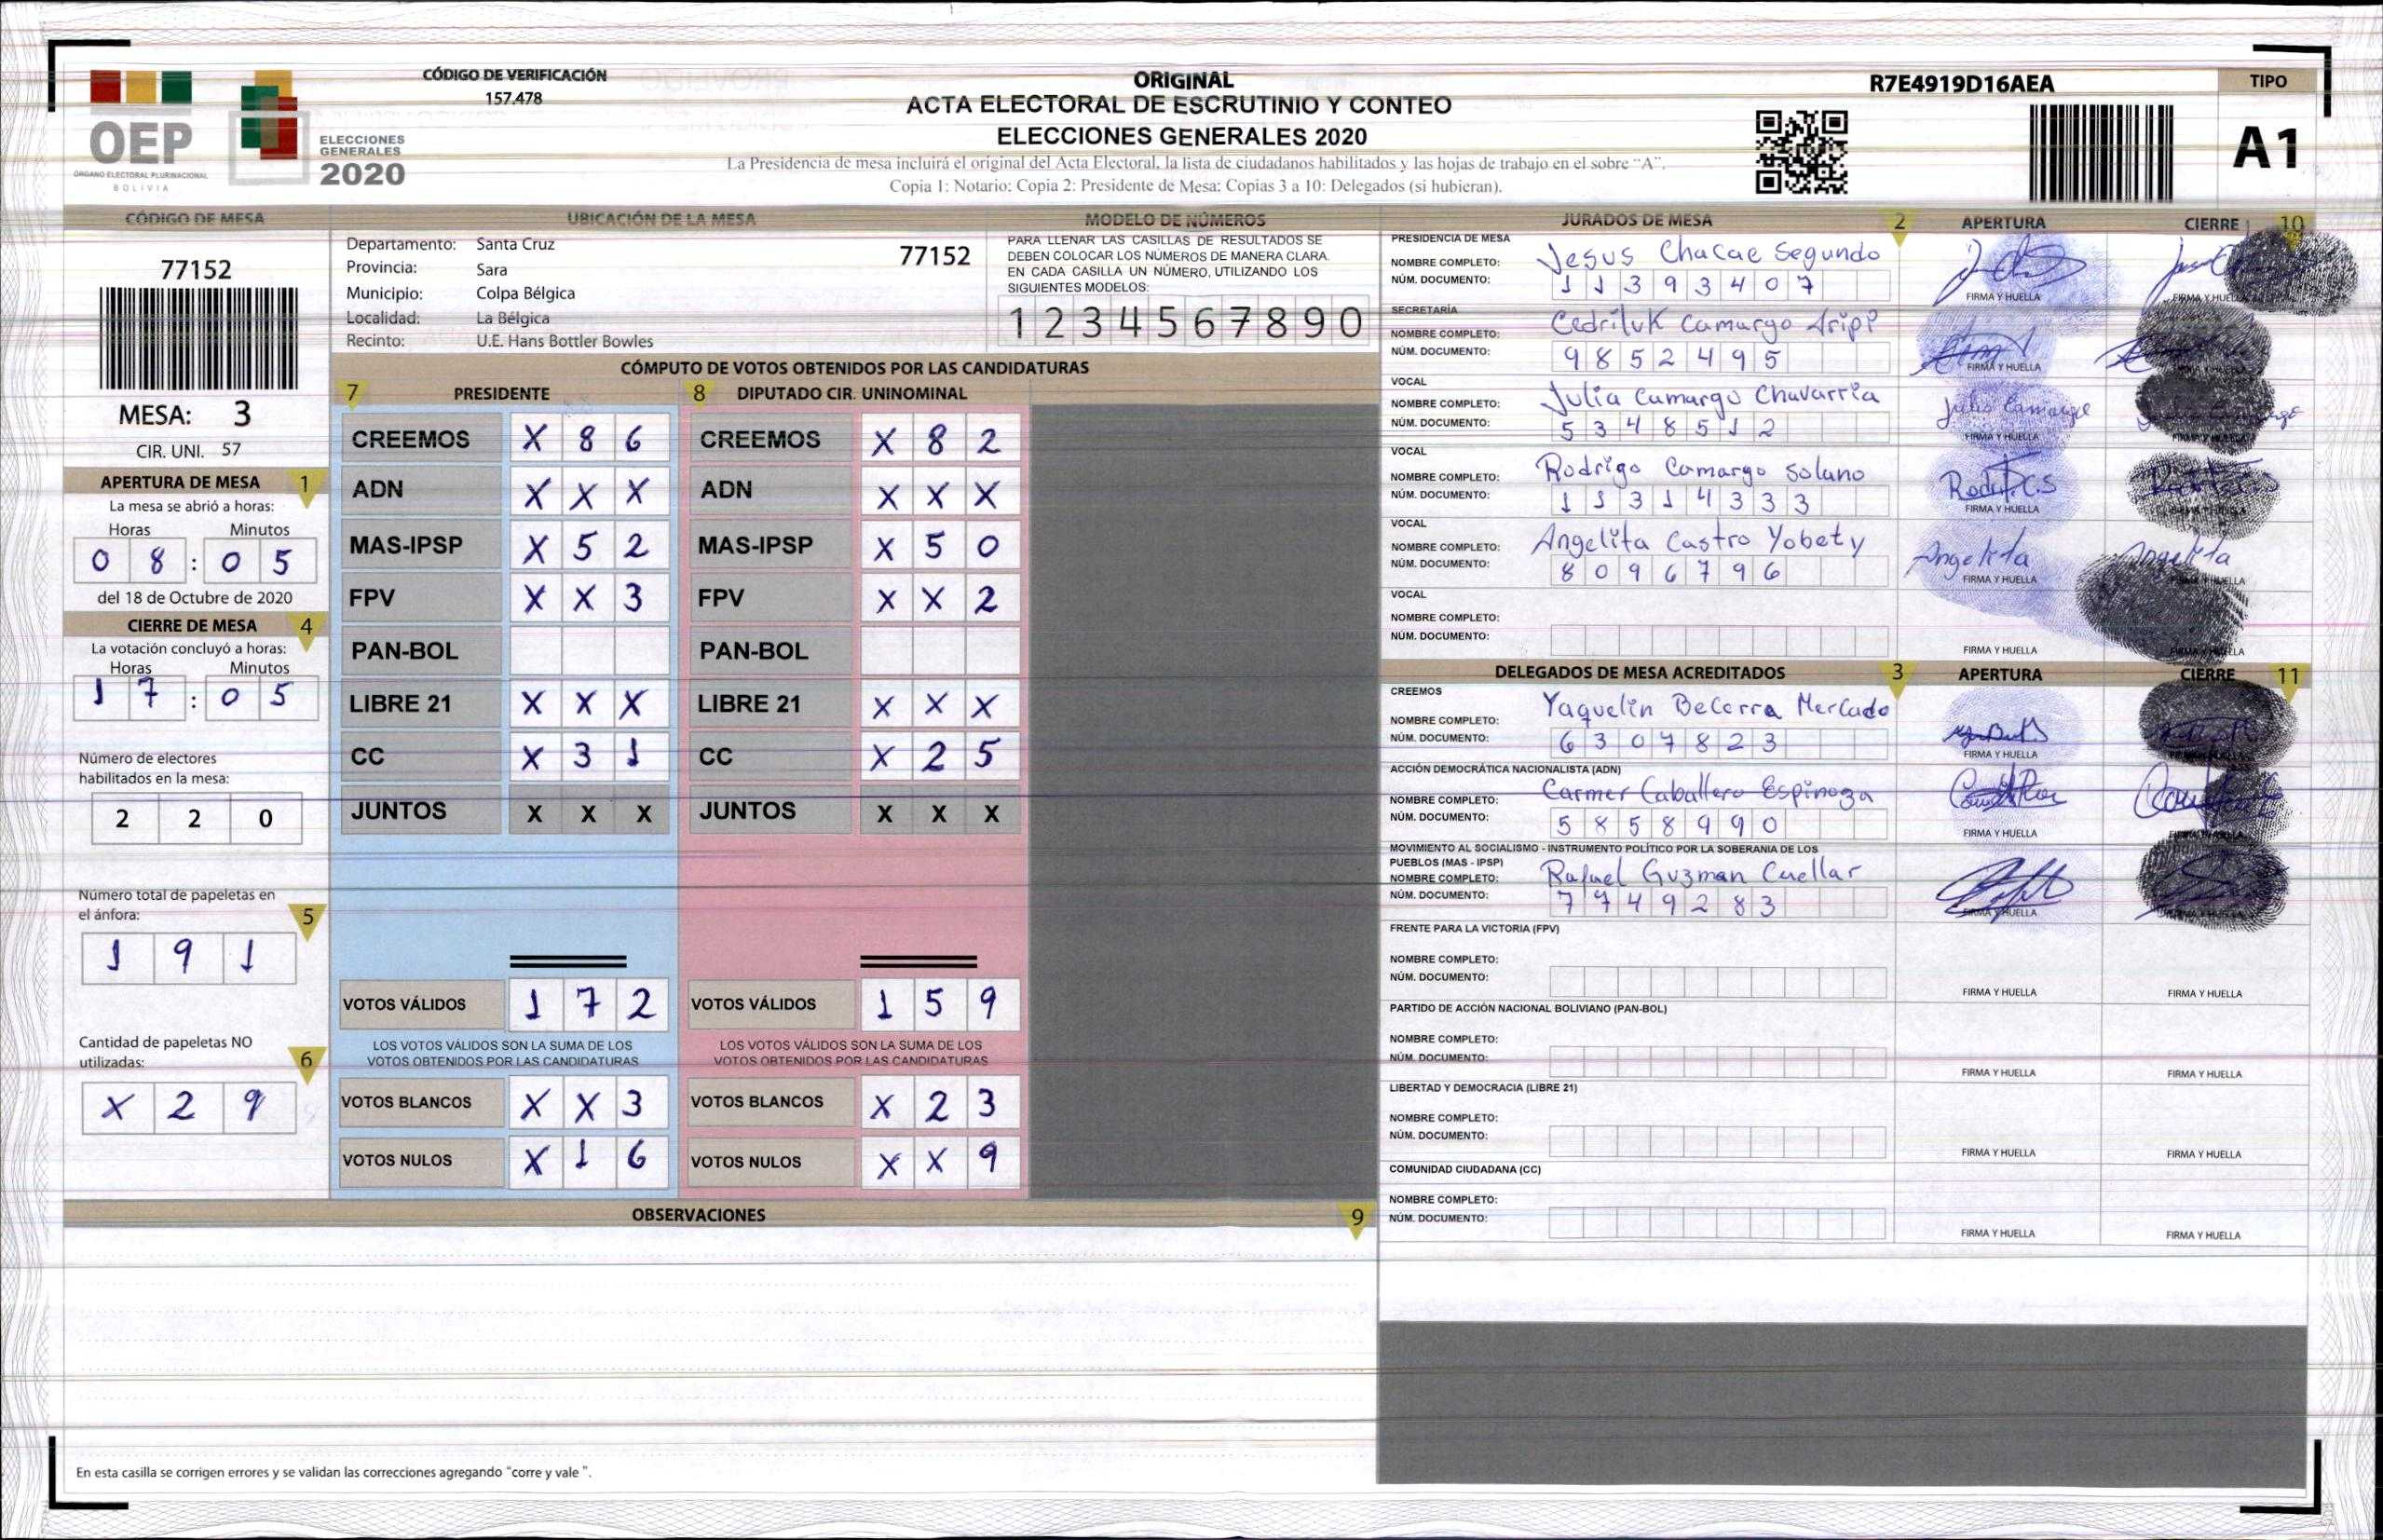 CÓDIGO DE VERIFICACIÓN
157.478
ORIGINAL
ACTA ELECTORAL DE ESCRUTINIO Y CONTEO
ELECCIONES GENERALES 2020
La Presidencia de mesa incluirá el original del Acta Electoral, la lista de ciudadanos habilitados y las hojas de trabajo en el sobre "A".
Copia 1: Notario; Copia 2: Presidente de Mesa; Copias 3 a 10: Delegados (si hubieran).
R7E4919D16AEA
TIPO
A1
OEP
ÓRGANO ELECTORAL PLURINACIONAL
BOLIVIA
ELECCIONES
GENERALES
2020
CÓDIGO DE MESA
77152
MESA: 3
CIR. UNI. 57
APERTURA DE MESA 1
La mesa se abrió a horas:
Horas Minutos
0 8 : 0 5
del 18 de Octubre de 2020
CIERRE DE MESA 4
La votación concluyó a horas:
Horas Minutos
1 7 : 0 5
Número de electores
habilitados en la mesa:
2 2 0
Número total de papeletas en
el ánfora: 5
1 9 1
Cantidad de papeletas NO
utilizadas: 6
X 2 9
UBICACIÓN DE LA MESA
Departamento: Santa Cruz 77152
Provincia: Sara
Municipio: Colpa Bélgica
Localidad: La Bélgica
Recinto: U.E. Hans Bottler Bowles
MODELO DE NÚMEROS
PARA LLENAR LAS CASILLAS DE RESULTADOS SE
DEBEN COLOCAR LOS NÚMEROS DE MANERA CLARA.
EN CADA CASILLA UN NÚMERO, UTILIZANDO LOS
SIGUIENTES MODELOS:
1 2 3 4 5 6 7 8 9 0
CÓMPUTO DE VOTOS OBTENIDOS POR LAS CANDIDATURAS
7 PRESIDENTE 8 DIPUTADO CIR. UNINOMINAL
CREEMOS X 8 6 CREEMOS X 8 2
ADN X X X ADN X X X
MAS-IPSP X 5 2 MAS-IPSP X 5 0
FPV X X 3 FPV X X 2
PAN-BOL PAN-BOL
LIBRE 21 X X X LIBRE 21 X X X
CC X 3 1 CC X 2 5
JUNTOS X X X JUNTOS X X X
VOTOS VÁLIDOS 1 7 2 VOTOS VÁLIDOS 1 5 9
LOS VOTOS VÁLIDOS SON LA SUMA DE LOS LOS VOTOS VÁLIDOS SON LA SUMA DE LOS
VOTOS OBTENIDOS POR LAS CANDIDATURAS VOTOS OBTENIDOS POR LAS CANDIDATURAS
VOTOS BLANCOS X X 3 VOTOS BLANCOS X 2 3
VOTOS NULOS X 1 6 VOTOS NULOS X X 9
OBSERVACIONES 9
En esta casilla se corrigen errores y se validan las correcciones agregando "corre y vale".
JURADOS DE MESA 2 APERTURA CIERRE 10
PRESIDENCIA DE MESA
NOMBRE COMPLETO: Jesus Chacae Segundo
NÚM. DOCUMENTO: 1 1 3 9 3 4 0 7
FIRMA Y HUELLA
SECRETARÍA
NOMBRE COMPLETO: Cedriluk Camargo Aripi
NÚM. DOCUMENTO: 9 8 5 2 4 9 5
FIRMA Y HUELLA
VOCAL
NOMBRE COMPLETO: Julia Camargo Chavarria
NÚM. DOCUMENTO: 5 3 4 8 5 1 2
Julia Camargo
FIRMA Y HUELLA
VOCAL
NOMBRE COMPLETO: Rodrigo Camargo Solano
NÚM. DOCUMENTO: 1 1 3 1 4 3 3 3
FIRMA Y HUELLA
VOCAL
NOMBRE COMPLETO: Angelita Castro Yobety
NÚM. DOCUMENTO: 8 0 9 6 7 9 6
Angelita Angelita
FIRMA Y HUELLA
VOCAL
NOMBRE COMPLETO:
NÚM. DOCUMENTO:
FIRMA Y HUELLA
DELEGADOS DE MESA ACREDITADOS 3 APERTURA CIERRE 11
CREEMOS
NOMBRE COMPLETO: Yaquelin Becerra Mercado
NÚM. DOCUMENTO: 6 3 0 7 8 2 3
FIRMA Y HUELLA
ACCIÓN DEMOCRÁTICA NACIONALISTA (ADN)
NOMBRE COMPLETO: Carmer Caballero Espinoza
NÚM. DOCUMENTO: 5 8 5 8 9 9 0
FIRMA Y HUELLA
MOVIMIENTO AL SOCIALISMO - INSTRUMENTO POLÍTICO POR LA SOBERANIA DE LOS
PUEBLOS (MAS - IPSP)
NOMBRE COMPLETO: Rafael Guzman Cuellar
NÚM. DOCUMENTO: 7 7 4 9 2 8 3
FIRMA Y HUELLA
FRENTE PARA LA VICTORIA (FPV)
NOMBRE COMPLETO:
NÚM. DOCUMENTO:
FIRMA Y HUELLA FIRMA Y HUELLA
PARTIDO DE ACCIÓN NACIONAL BOLIVIANO (PAN-BOL)
NOMBRE COMPLETO:
NÚM. DOCUMENTO:
FIRMA Y HUELLA FIRMA Y HUELLA
LIBERTAD Y DEMOCRACIA (LIBRE 21)
NOMBRE COMPLETO:
NÚM. DOCUMENTO:
FIRMA Y HUELLA FIRMA Y HUELLA
COMUNIDAD CIUDADANA (CC)
NOMBRE COMPLETO:
NÚM. DOCUMENTO:
FIRMA Y HUELLA FIRMA Y HUELLA